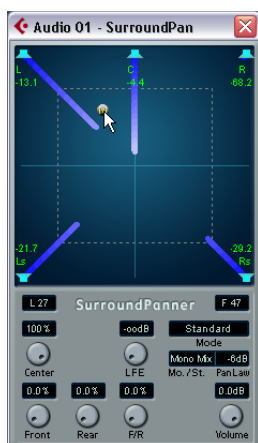 Audio 01 - SurroundPan
L C R
-13.1 -4.4 -68.2
-21.7 -29.2
Ls Rs
L 27 SurroundPanner F 47
100% -oodB Standard
Mode
Mono Mix -6dB
Center LFE Mo./St. PanLaw
0.0% 0.0% 0.0% 0.0dB
Front Rear F/R Volume